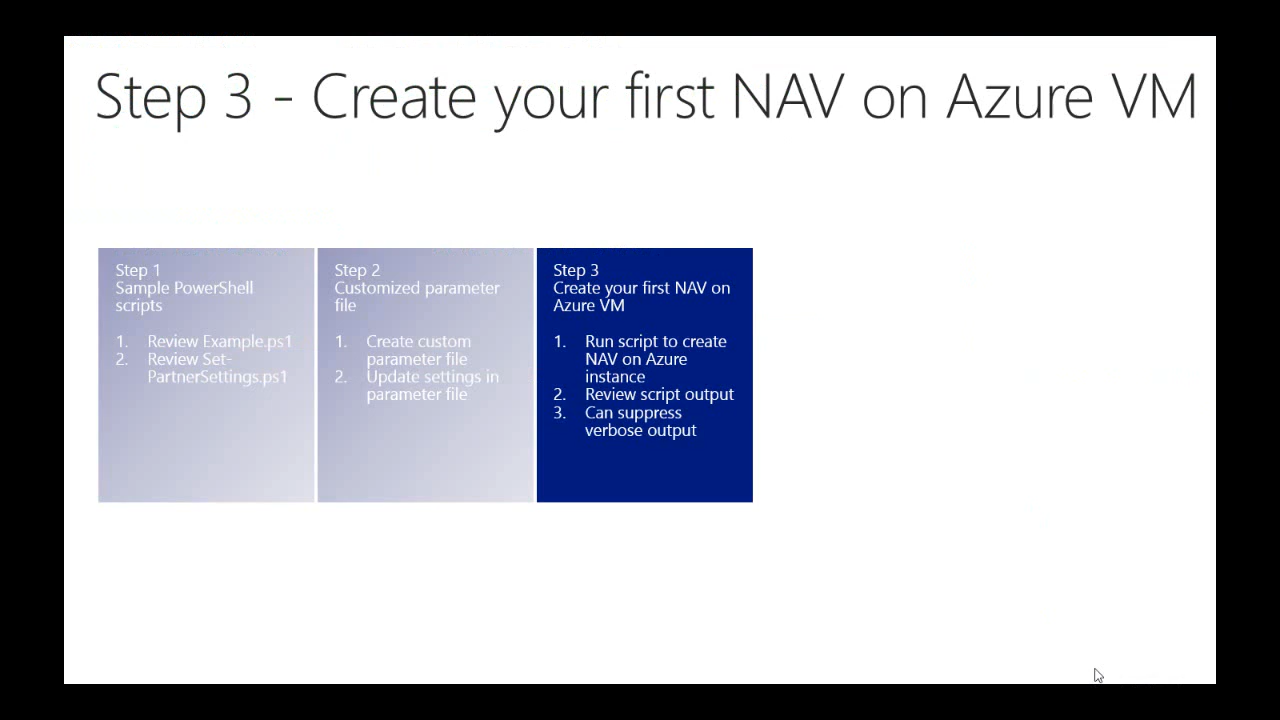 Step 3 - Create your first NAV on Azure VM
Step 1
Sample PowerShell
scripts
1. Review Example.ps1
2. Review Set-
PartnerSettings.ps1
Step 2
Customized parameter
file
1. Create custom
parameter file
2. Update settings in
parameter file
Step 3
Create your first NAV on
Azure VM
1. Run script to create
NAV on Azure
instance
2. Review script output
3. Can suppress
verbose output